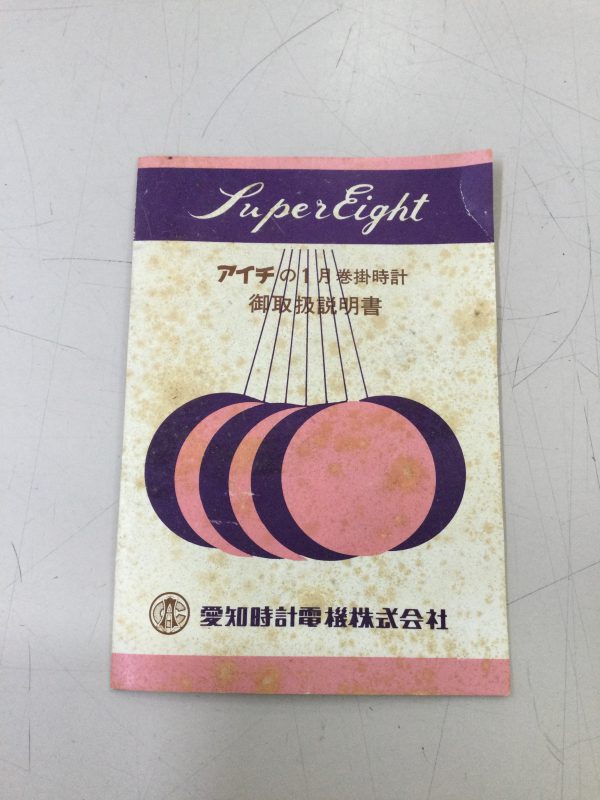 Super Eight
アイチの1月巻掛時計
御取扱説明書
愛知時計電機株式会社